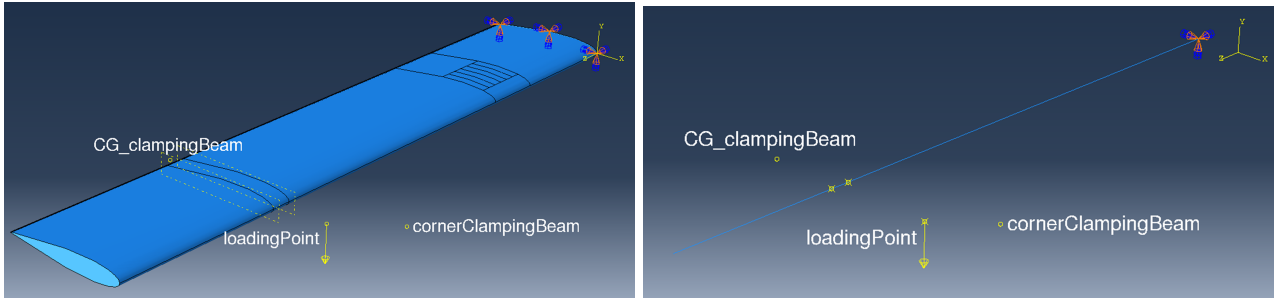 Y
Z
X
CG_clampingBeam
loadingPoint
cornerClampingBeam
Y
Z
X
CG_clampingBeam
loadingPoint
cornerClampingBeam